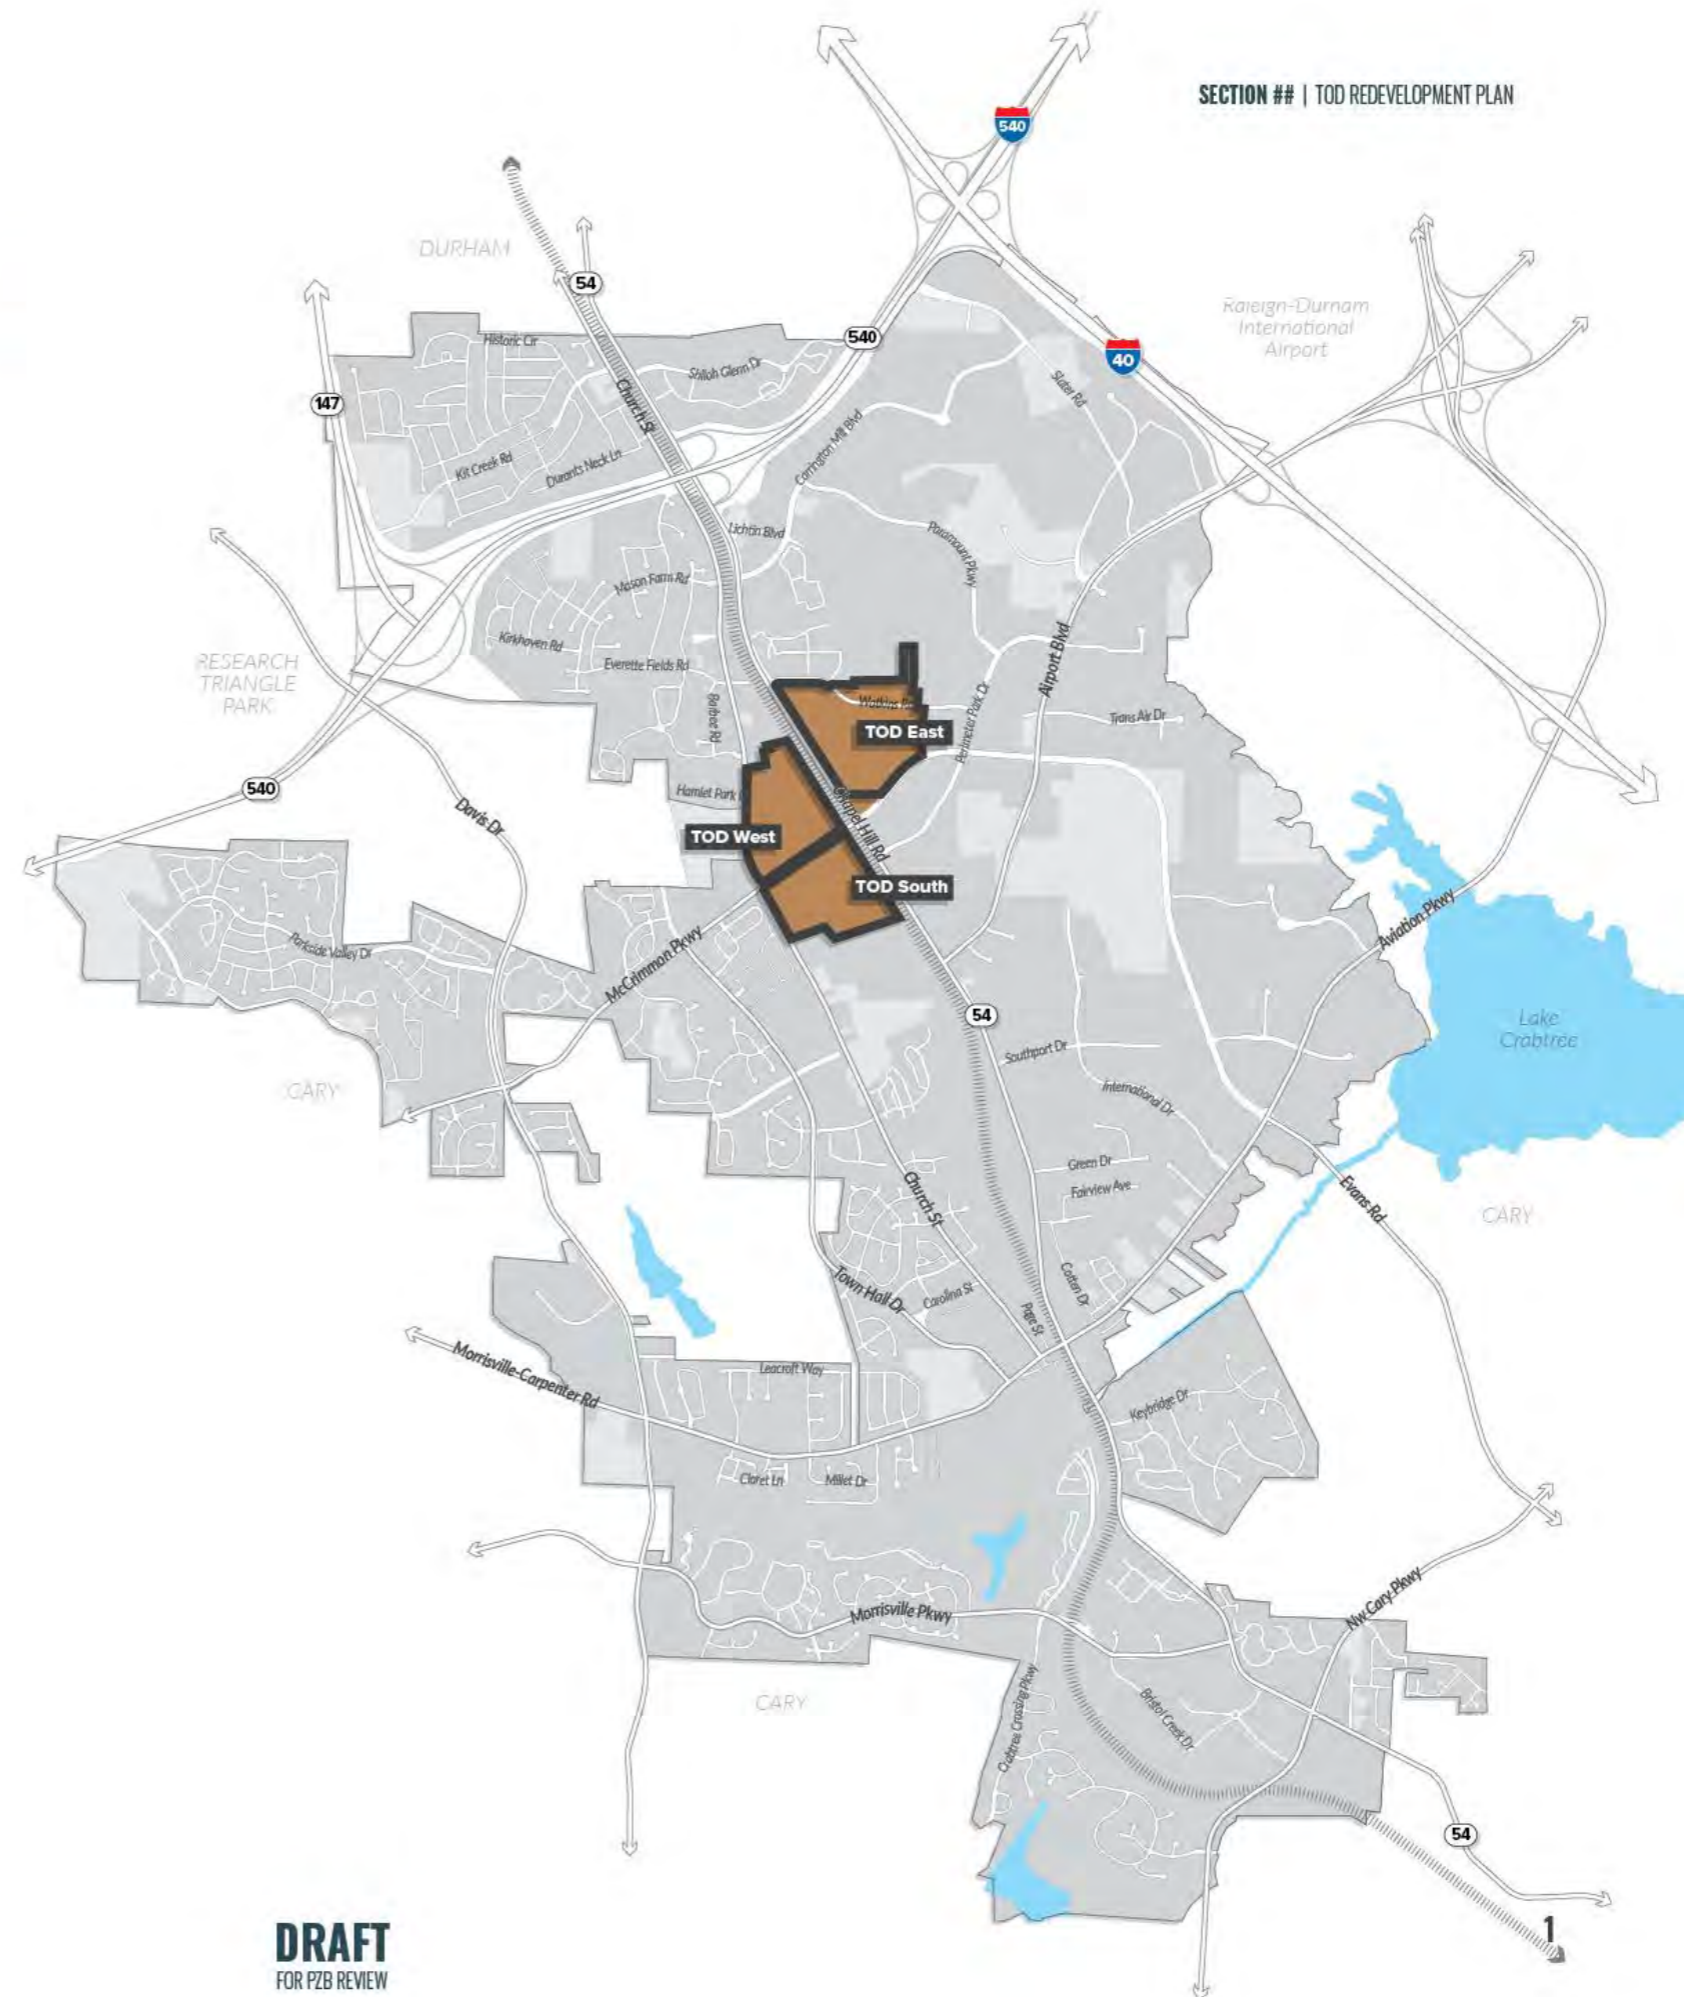 SECTION ## | TOD REDEVELOPMENT PLAN
540
DURHAM
54
Raleigh-Durham
International
Airport
Historic Cir
540
40
Shiloh Glenn Dr
Slater Rd
147
Church St
Carrington Mill Blvd
Kit Creek Rd
Durants Neck Ln
Lichtin Blvd
Paramount Pkwy
Mason Farm Rd
Kirkhaven Rd
RESEARCH
TRIANGLE
PARK
Everette Fields Rd
Airport Blvd
Barbee Rd
Watkins
Perimeter Park Dr
Trans Air Dr
TOD East
540
Hamlet Park
Davis Dr
Chapel Hill Rd
TOD West
TOD South
Aviation Pkwy
Parkside Valley Dr
McCrimmon Pkwy
54
Lake
Crabtree
Southport Dr
CARY
International Dr
Green Dr
Fairview Ave
Church St
Evans Rd
CARY
Cotten Dr
Town Hall Dr
Carolina St
Page St
Morrisville-Carpenter Rd
Leacroft Way
Keybridge Dr
Claret Ln
Millet Dr
Morrisville Pkwy
Nw Cary Pkwy
CARY
Crabtree Crossing Pkwy
Bristol Creek Dr
54
DRAFT
FOR PZB REVIEW
1